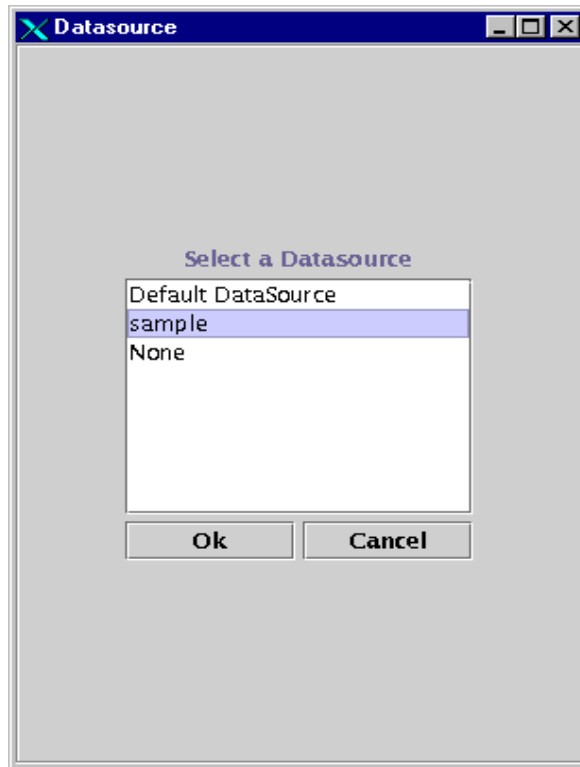 Datasource
Select a Datasource
Default DataSource
sample
None
Ok Cancel